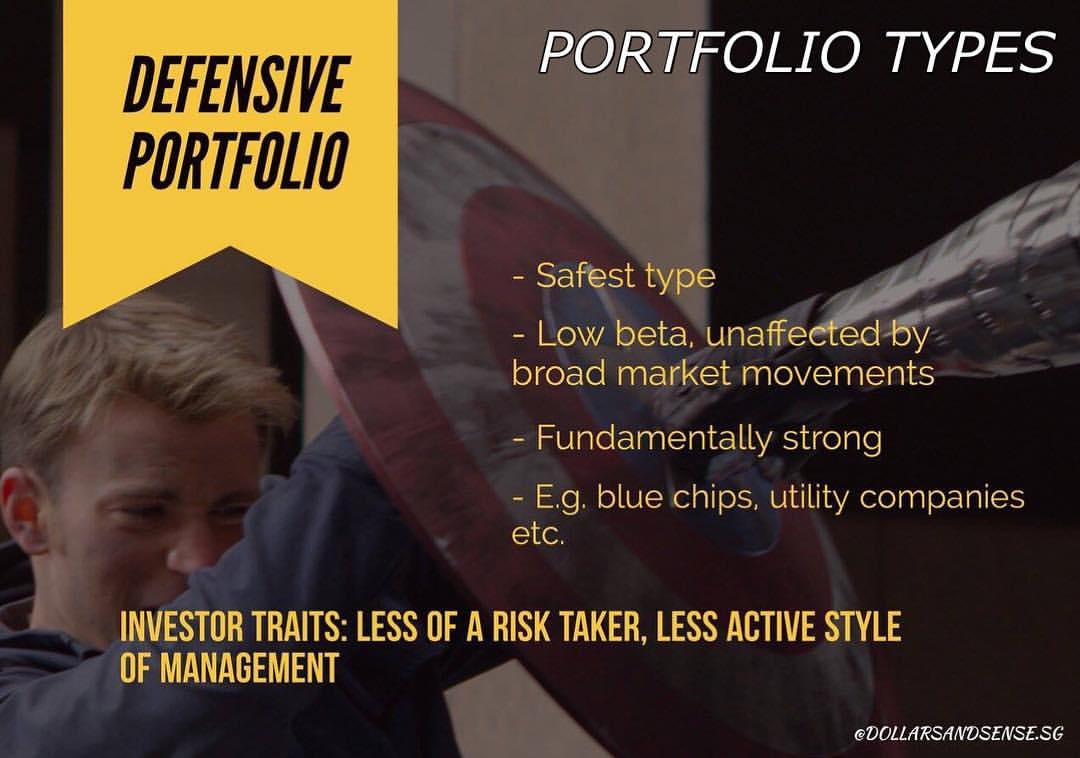 PORTFOLIO TYPES
DEFENSIVE
PORTFOLIO
- Safest type
- Low beta, unaffected by
broad market movements
- Fundamentally strong
- E.g. blue chips, utility companies
etc.
INVESTOR TRAITS: LESS OF A RISK TAKER, LESS ACTIVE STYLE
OF MANAGEMENT
@DOLLARSANDSENSE.SG